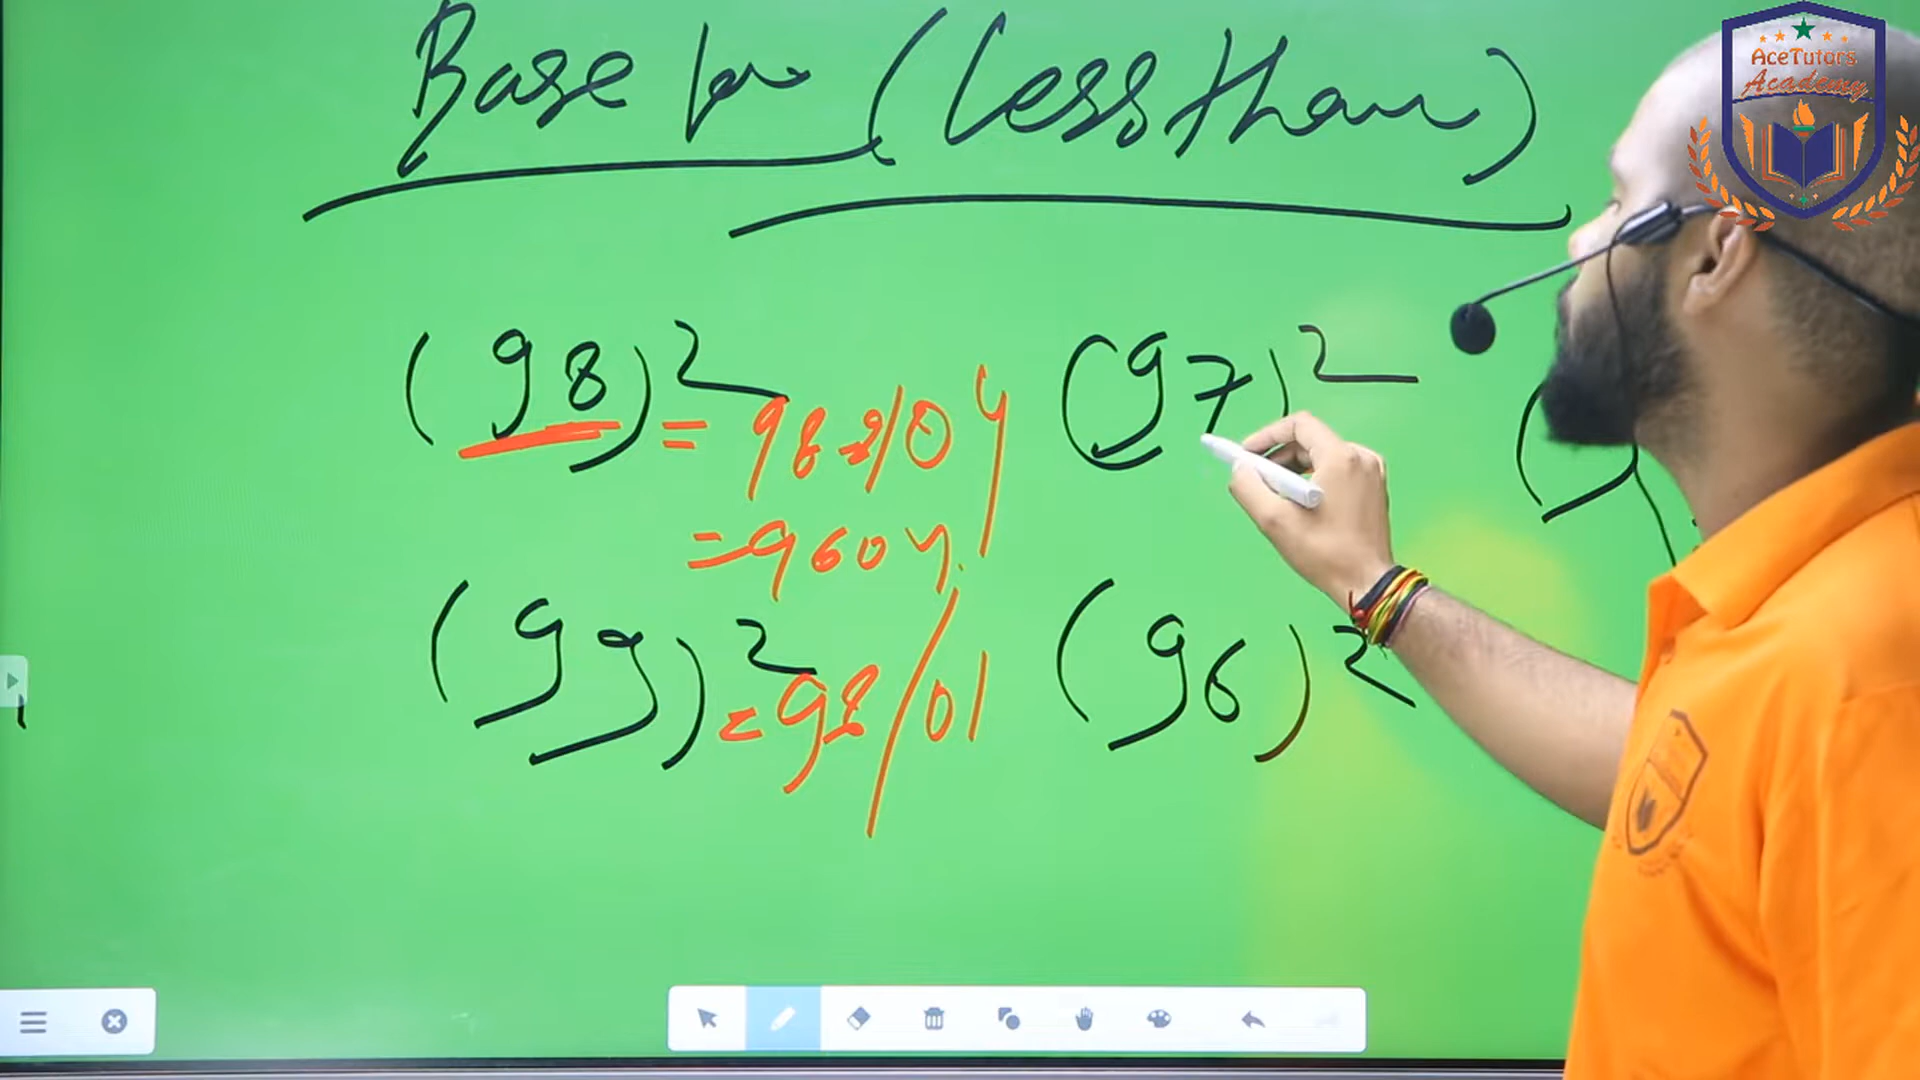 Base 100 (Less than)
(98)² = 98-2/04
= 9604
(97)²
(99)² = 98/01
(96)²
AceTutors
Academy